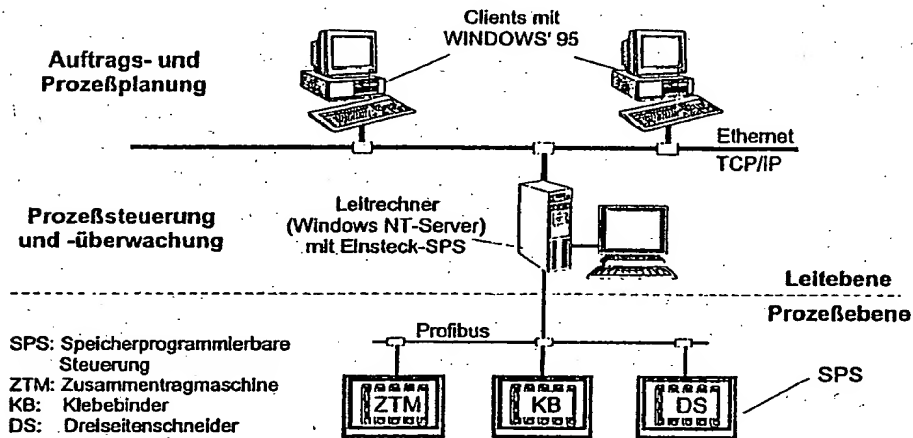 Clients mit
WINDOWS' 95
Auftrags- und
Prozeßplanung
Ethernet
TCP/IP
Prozeßsteuerung
und -überwachung
Leitrechner
(Windows NT-Server)
mit Einsteck-SPS
Leitebene
Prozeßebene
Profibus
SPS: Speicherprogrammierbare
Steuerung
ZTM: Zusammentragmaschine
KB: Klebebinder
DS: Dreiseitenschneider
ZTM
KB
DS
SPS